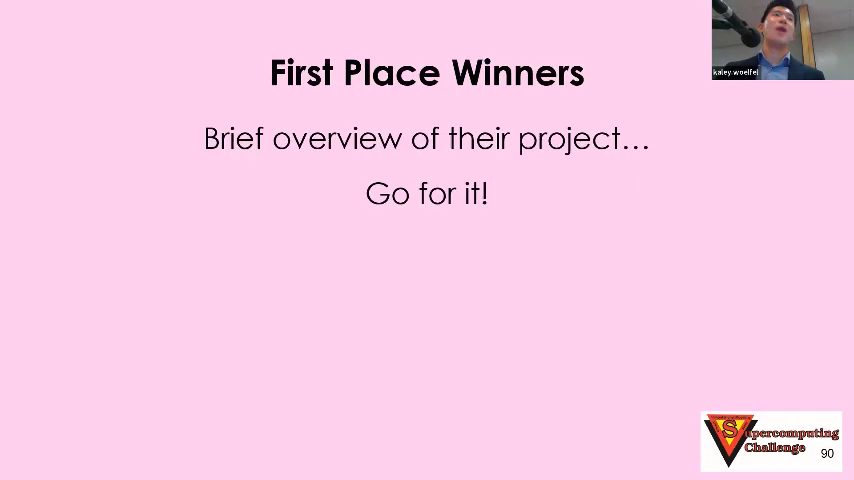 First Place Winners
kaley woelfel
Brief overview of their project...
Go for it!
Supercomputing
Challenge
90